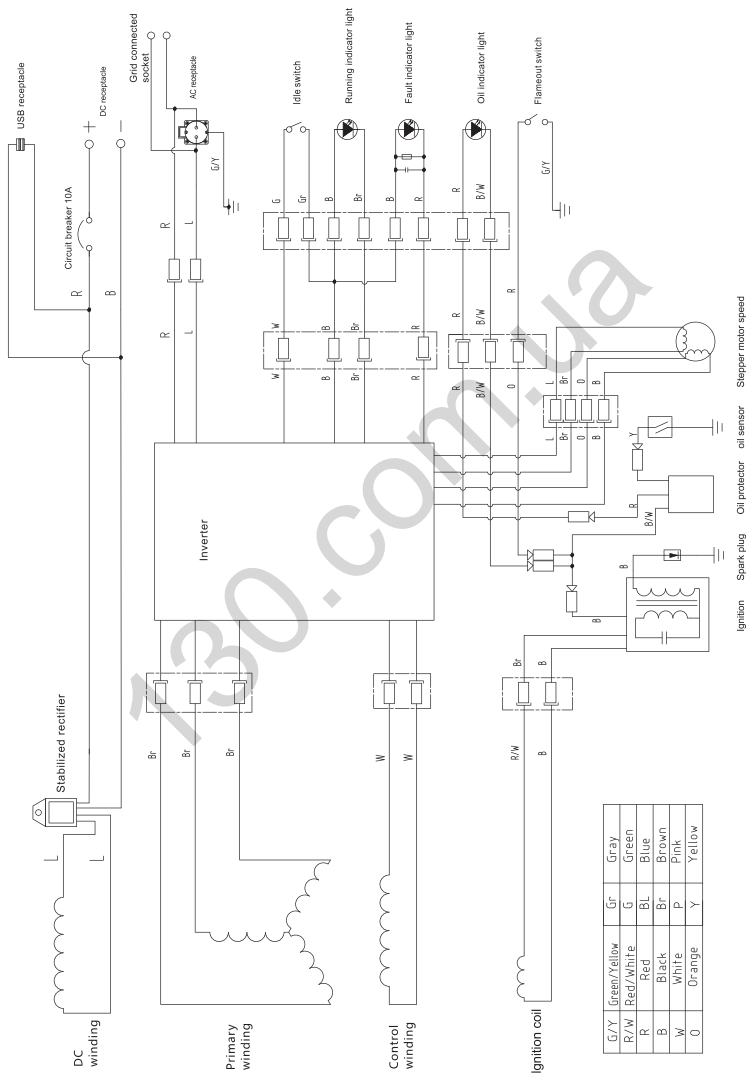 USB receptacle
DC receptacle
+
−
Circuit breaker 10A
R
B
Stabilized rectifier
L
L
DC
winding
Grid connected
socket
AC receptacle
G/Y
R
L
R
L
Idle switch
Running indicator light
Fault indicator light
Oil indicator light
Flameout switch
G
Gr
B
Br
B
R
R
B/W
G/Y
W
B
Br
R
R
B/W
R
W
B
Br
R
R
B/W
O
Inverter
Br
Br
Br
Primary
winding
W
W
Control
winding
L
Br
O
B
L
Br
O
B
Stepper motor speed
Y
oil sensor
R
B/W
Oil protector
B
Spark plug
B
Ignition
Br
B
R/W
B
Ignition coil
G/Y Green/Yellow Gr Gray
R/W Red/White G Green
R Red BL Blue
B Black Br Brown
W White P Pink
O Orange Y Yellow
130.com.ua